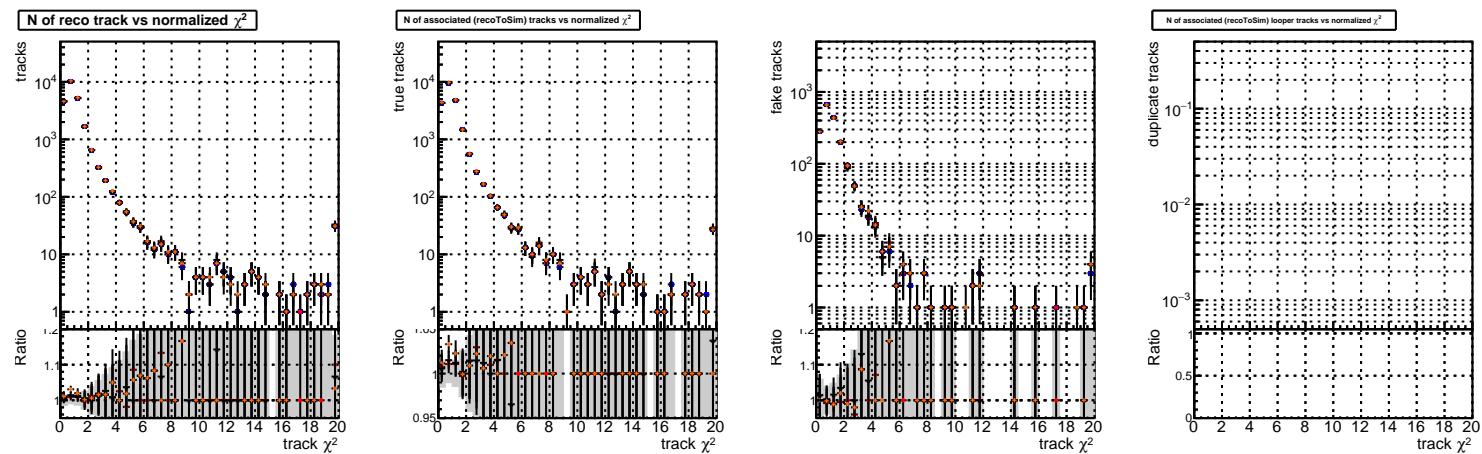 N of reco track vs normalized χ²
tracks
10⁴
10³
10²
10
1
Ratio
1.2
1.1
1
0 2 4 6 8 10 12 14 16 18 20
track χ²
N of associated (recoToSim) tracks vs normalized χ²
true tracks
10⁴
10³
10²
10
1
Ratio
1.05
1
0.95
0 2 4 6 8 10 12 14 16 18 20
track χ²
fake tracks
10³
10²
10
1
Ratio
1.2
1.1
1
0 2 4 6 8 10 12 14 16 18 20
track χ²
N of associated (recoToSim) looper tracks vs normalized χ²
duplicate tracks
10⁻¹
10⁻²
10⁻³
Ratio
1
0.5
0
0 2 4 6 8 10 12 14 16 18 20
track χ²